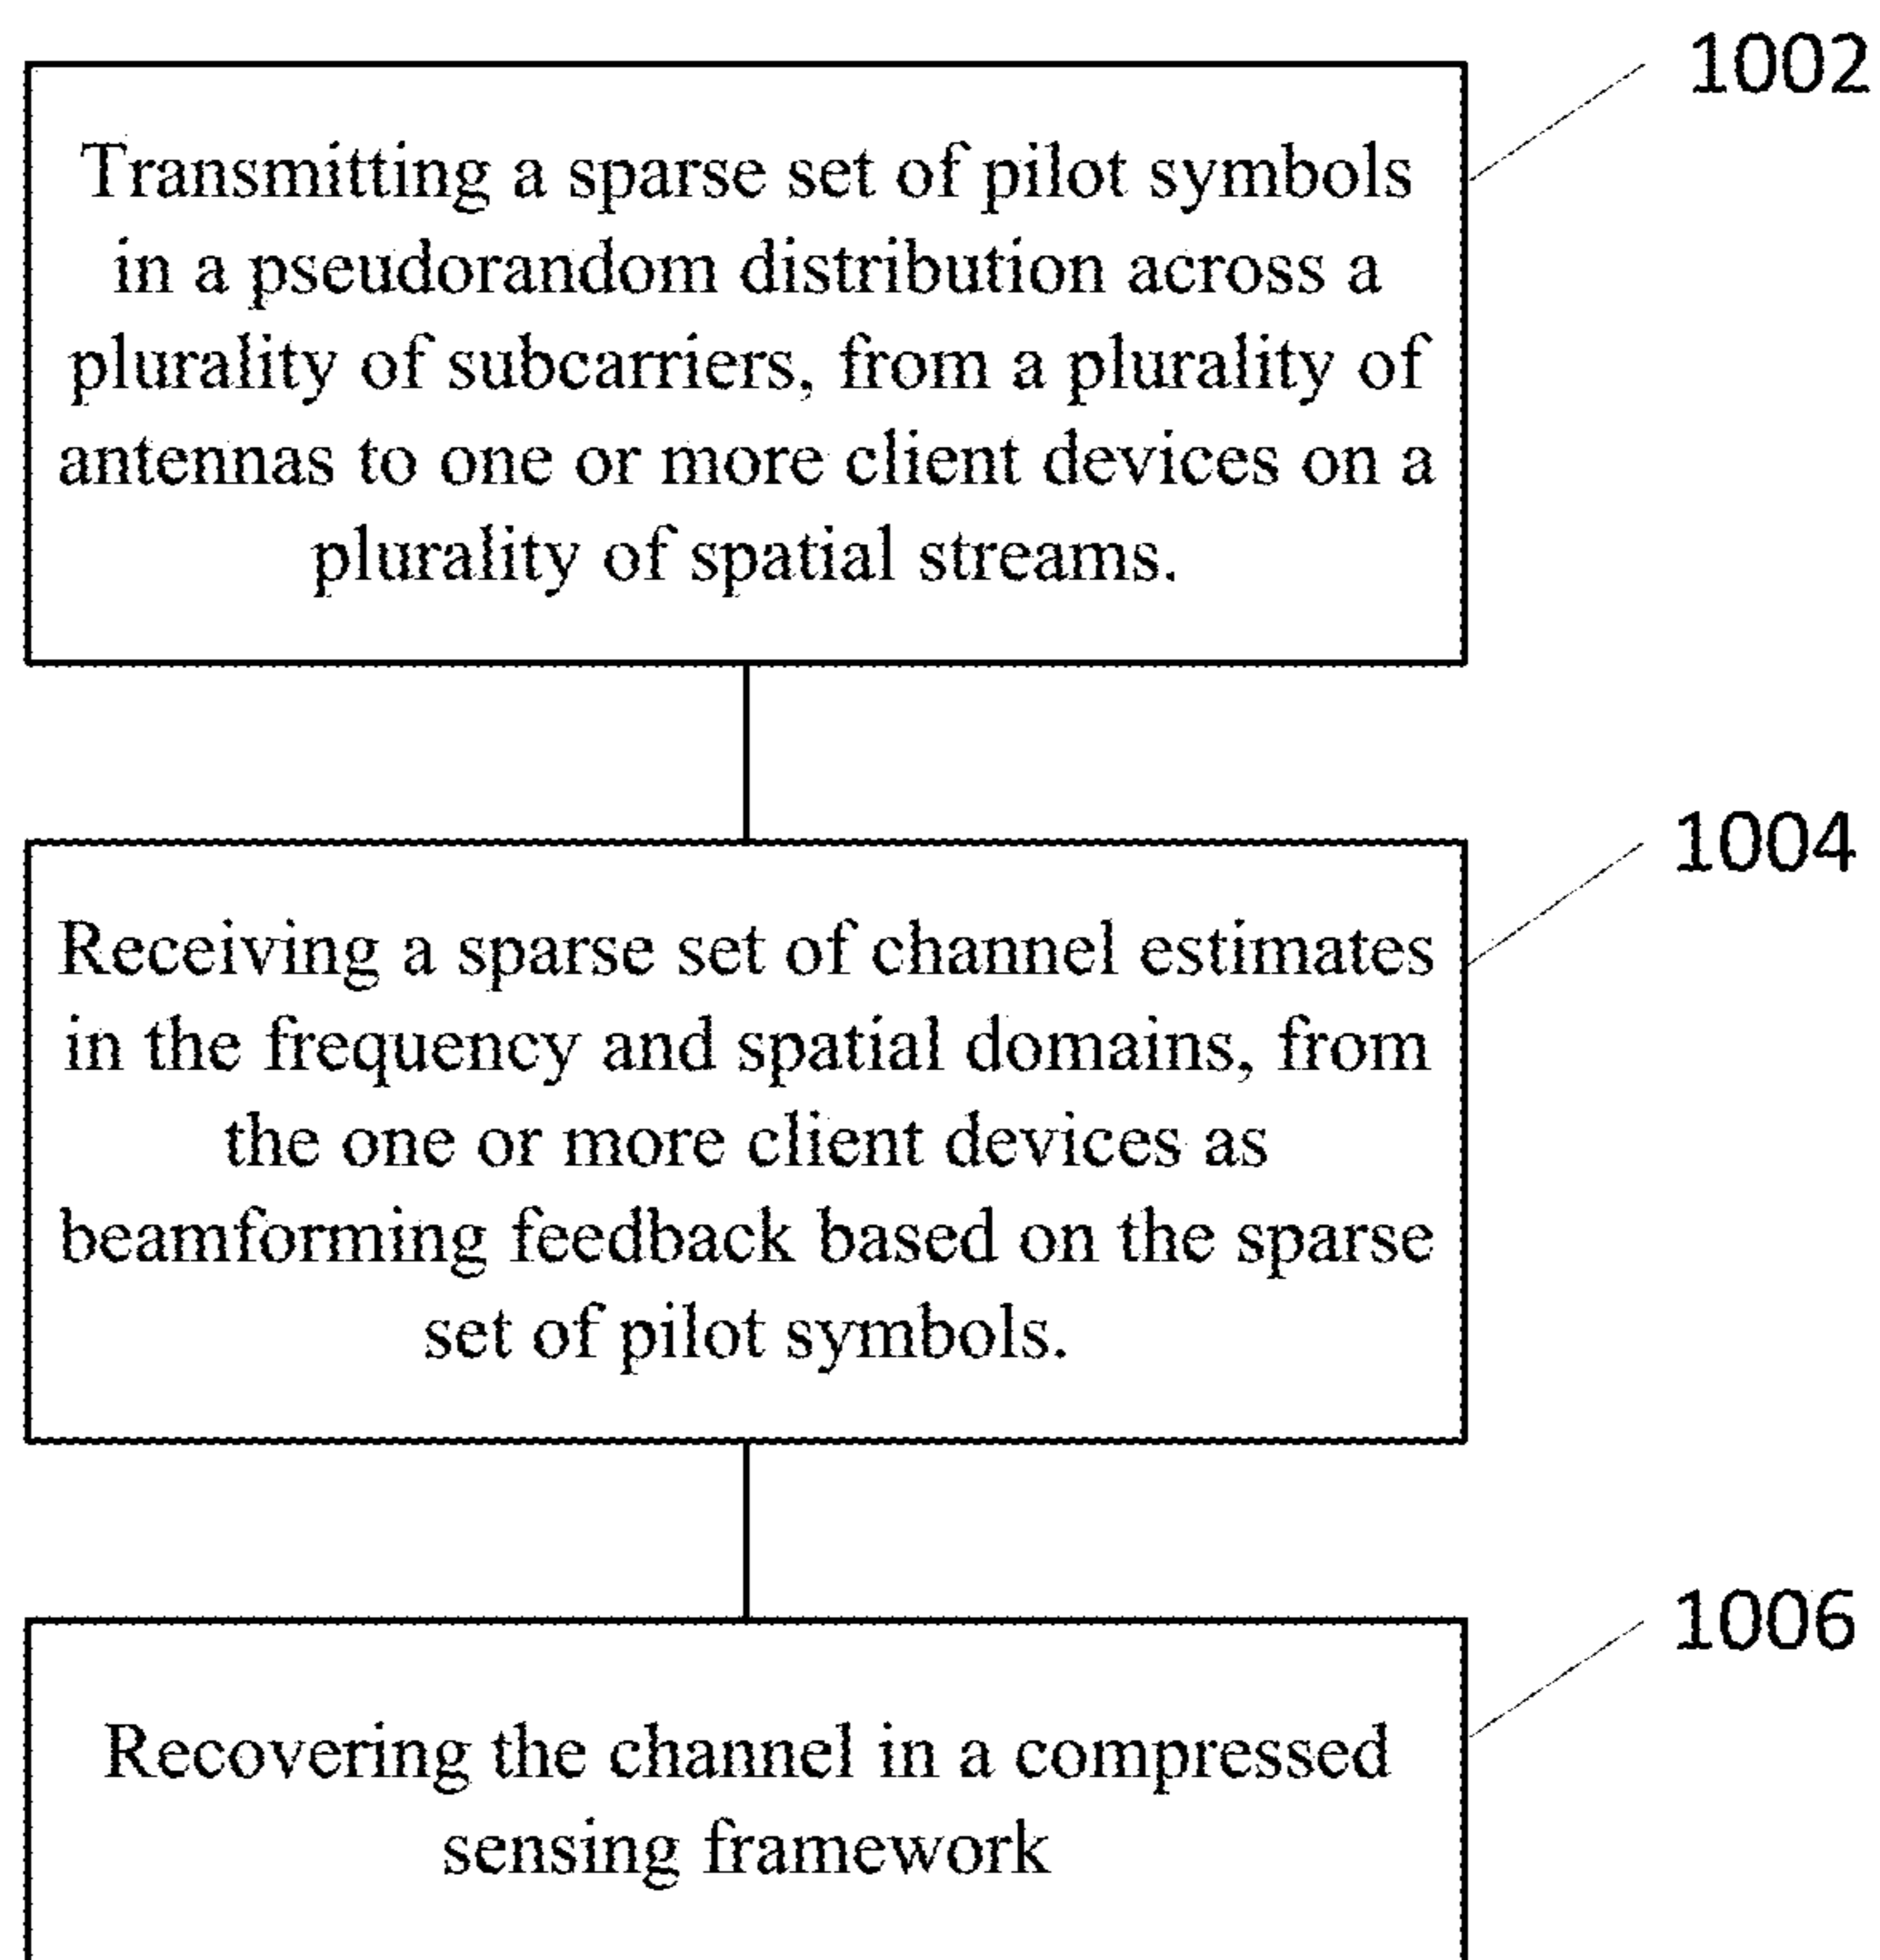 1002
Transmitting a sparse set of pilot symbols
in a pseudorandom distribution across a
plurality of subcarriers, from a plurality of
antennas to one or more client devices on a
plurality of spatial streams.
1004
Receiving a sparse set of channel estimates
in the frequency and spatial domains, from
the one or more client devices as
beamforming feedback based on the sparse
set of pilot symbols.
1006
Recovering the channel in a compressed
sensing framework